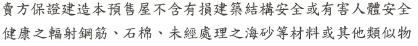 賣方保證建造本預售屋不含有損建築結構安全或有害人體安全
健康之輻射鋼筋、石棉、未經處理之海砂等材料或其他類似物